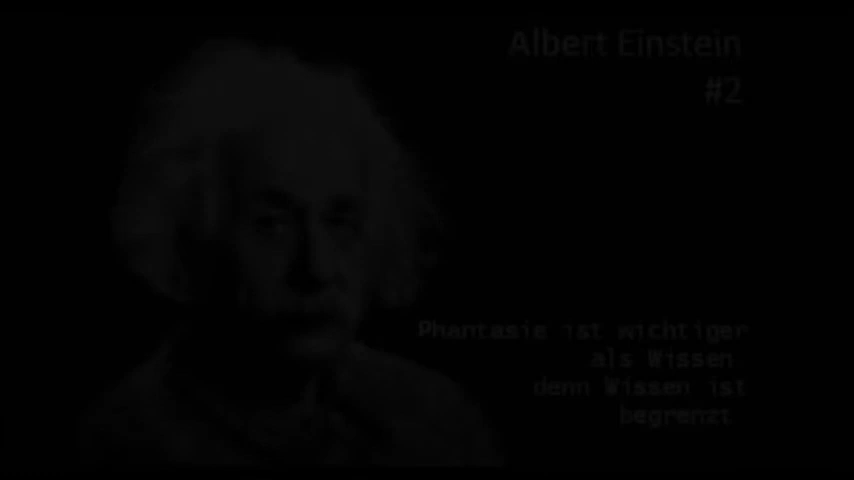 Albert Einstein
#2
Phantasie ist wichtiger
als Wissen
denn Wissen ist
begrenzt